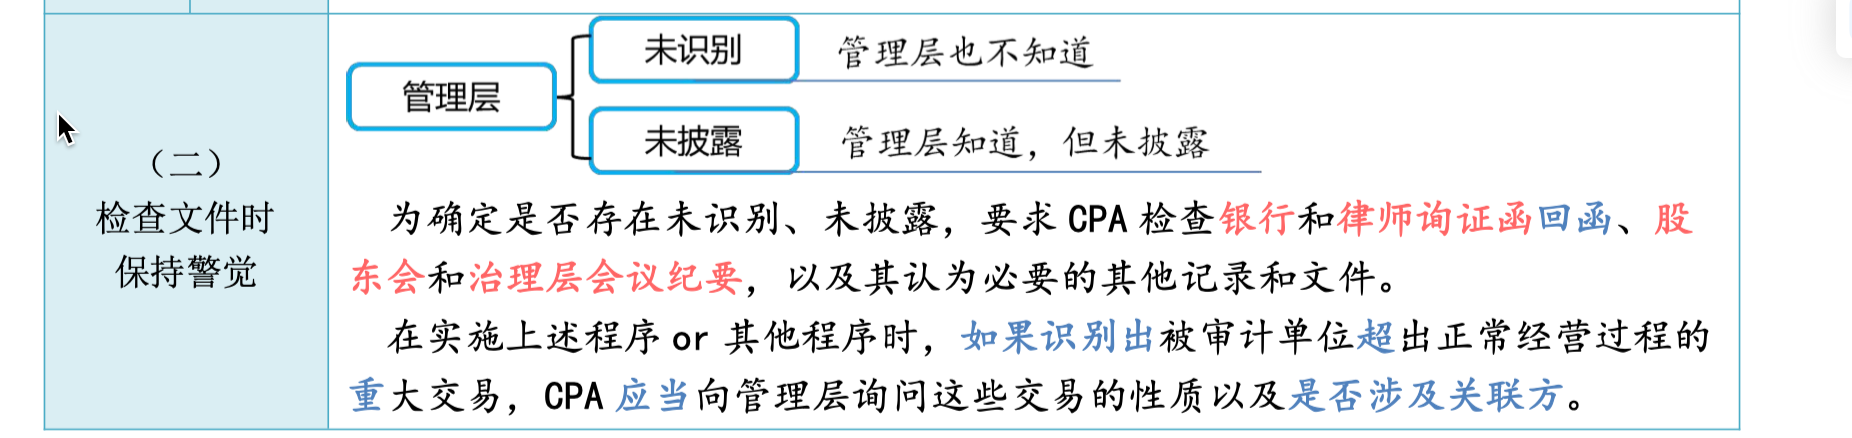 未识别 管理层也不知道
管理层
未披露 管理层知道，但未披露
（二）
检查文件时
保持警觉
为确定是否存在未识别、未披露，要求 CPA 检查银行和律师询证函回函、股
东会和治理层会议纪要，以及其认为必要的其他记录和文件。
在实施上述程序 or 其他程序时，如果识别出被审计单位超出正常经营过程的
重大交易，CPA 应当向管理层询问这些交易的性质以及是否涉及关联方。